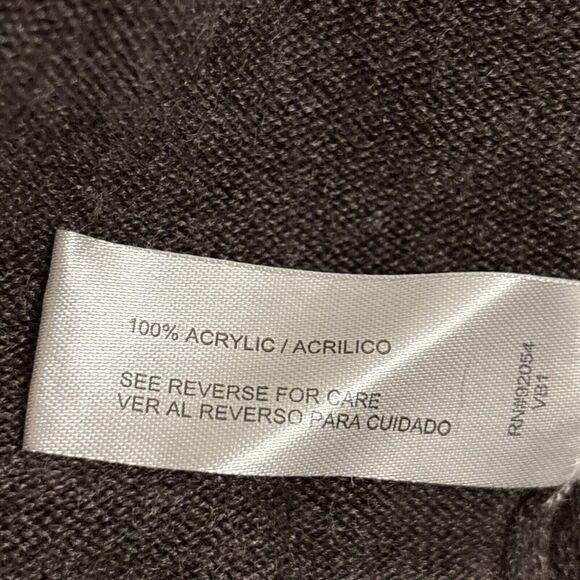 100% ACRYLIC / ACRILICO
SEE REVERSE FOR CARE
VER AL REVERSO PARA CUIDADO
RN#92054
VB1